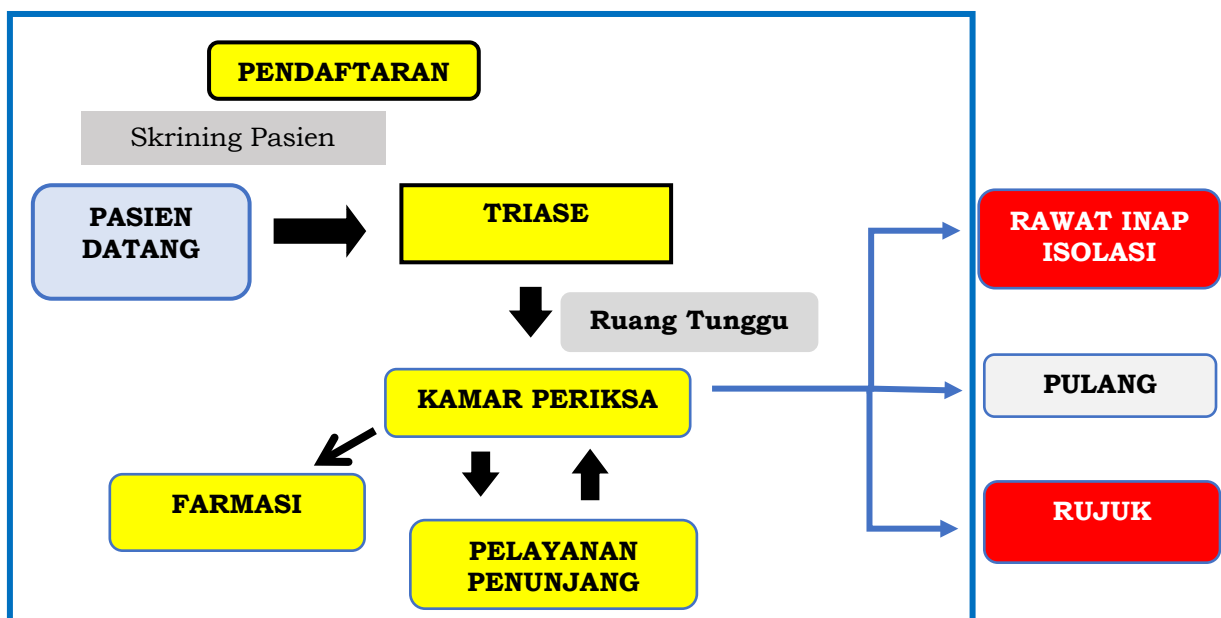 PENDAFTARAN
Skrining Pasien
PASIEN
DATANG
TRIASE
RAWAT INAP
ISOLASI
Ruang Tunggu
KAMAR PERIKSA
PULANG
FARMASI
RUJUK
PELAYANAN
PENUNJANG